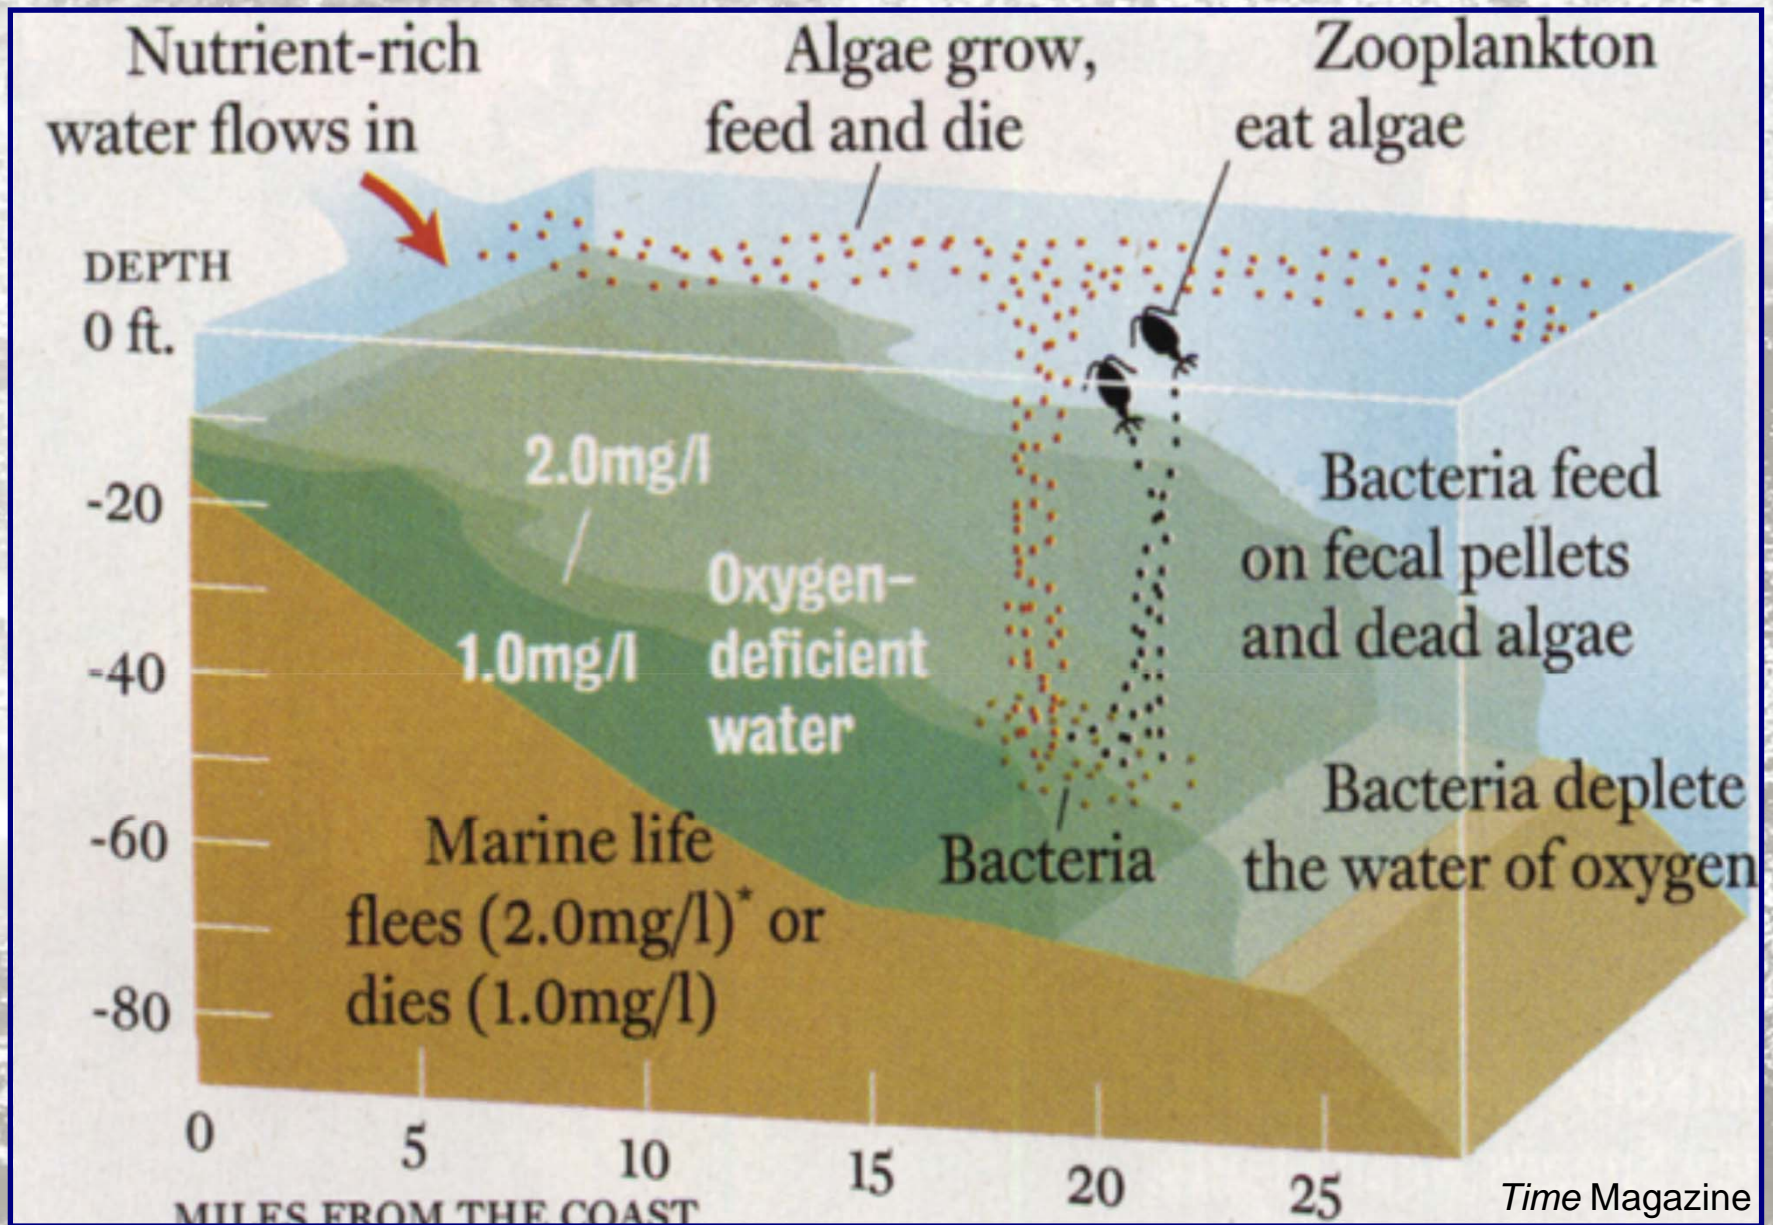 Nutrient-rich
water flows in
Algae grow,
feed and die
Zooplankton
eat algae
DEPTH
0 ft.
-20
-40
-60
-80
2.0mg/l
1.0mg/l
Oxygen-
deficient
water
Bacteria feed
on fecal pellets
and dead algae
Bacteria deplete
the water of oxygen
Bacteria
Marine life
flees (2.0mg/l)* or
dies (1.0mg/l)
0
5
10
15
20
25
MILES FROM THE COAST
Time Magazine